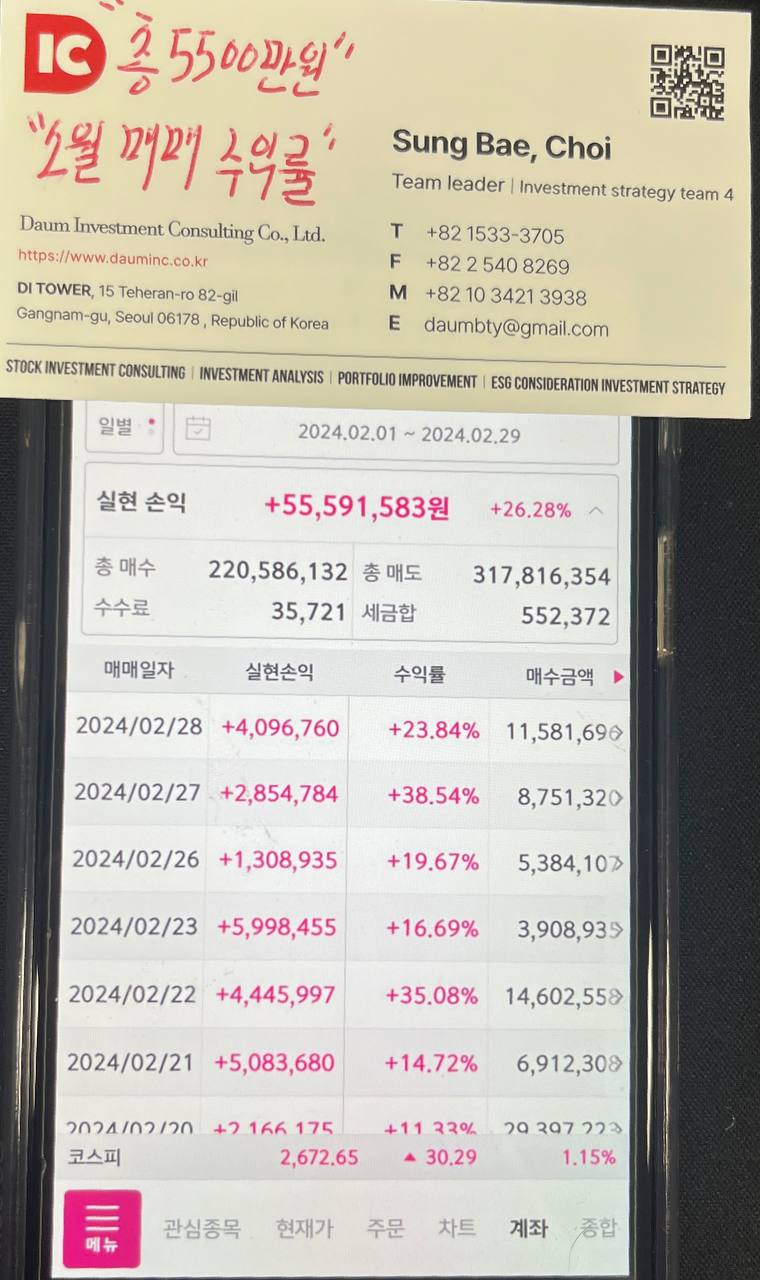 IC "총 5500만원"
"2월 매매 수익률"
Sung Bae, Choi
Team leader | Investment strategy team 4
Daum Investment Consulting Co., Ltd.
https://www.dauminc.co.kr
DI TOWER, 15 Teheran-ro 82-gil
Gangnam-gu, Seoul 06178 , Republic of Korea
T +82 1533-3705
F +82 2 540 8269
M +82 10 3421 3938
E daumbty@gmail.com
STOCK INVESTMENT CONSULTING | INVESTMENT ANALYSIS | PORTFOLIO IMPROVEMENT | ESG CONSIDERATION INVESTMENT STRATEGY
일별 2024.02.01 ~ 2024.02.29
실현 손익 +55,591,583원 +26.28%
총 매수 220,586,132 총 매도 317,816,354
수수료 35,721 세금합 552,372
매매일자 실현손익 수익률 매수금액
2024/02/28 +4,096,760 +23.84% 11,581,696
2024/02/27 +2,854,784 +38.54% 8,751,320
2024/02/26 +1,308,935 +19.67% 5,384,107
2024/02/23 +5,998,455 +16.69% 3,908,935
2024/02/22 +4,445,997 +35.08% 14,602,558
2024/02/21 +5,083,680 +14.72% 6,912,308
2024/02/20 +2,166,175 +11.33% 29,397,223
코스피 2,672.65 ▲ 30.29 1.15%
메뉴 관심종목 현재가 주문 차트 계좌 종합